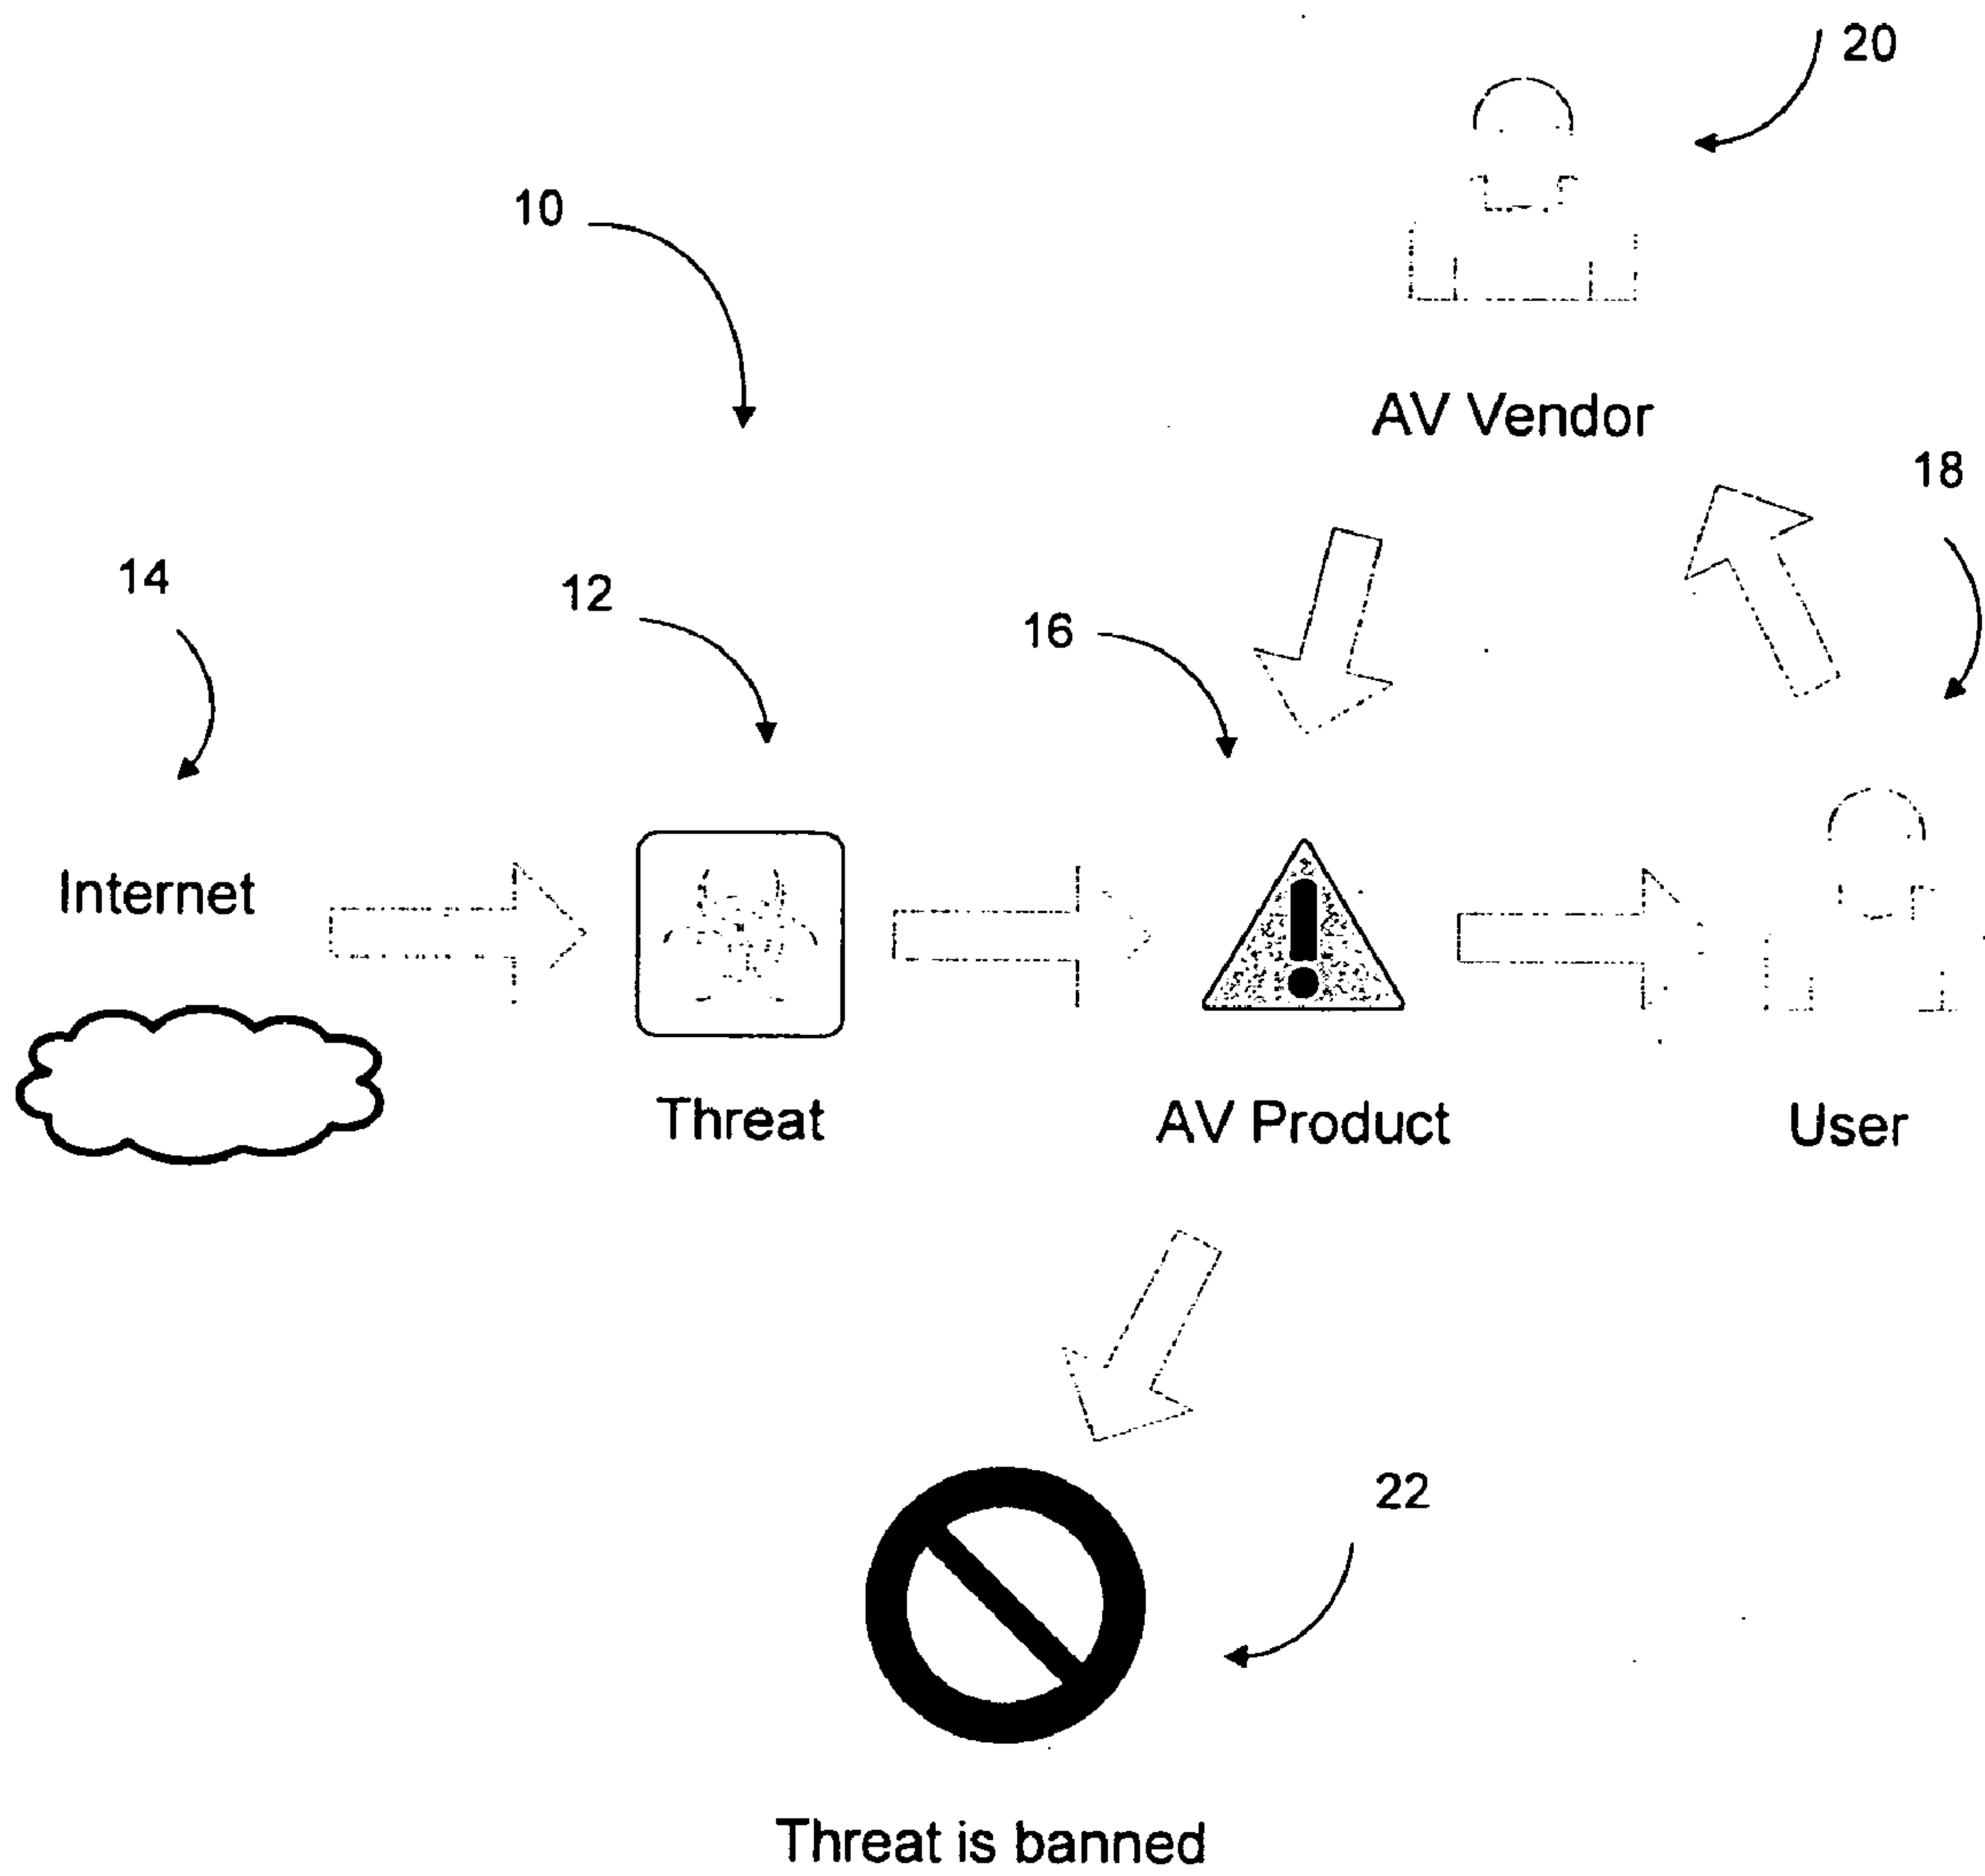 20
10
AV Vendor
18
14
12
16
Internet
Threat
AV Product
User
22
Threat is banned